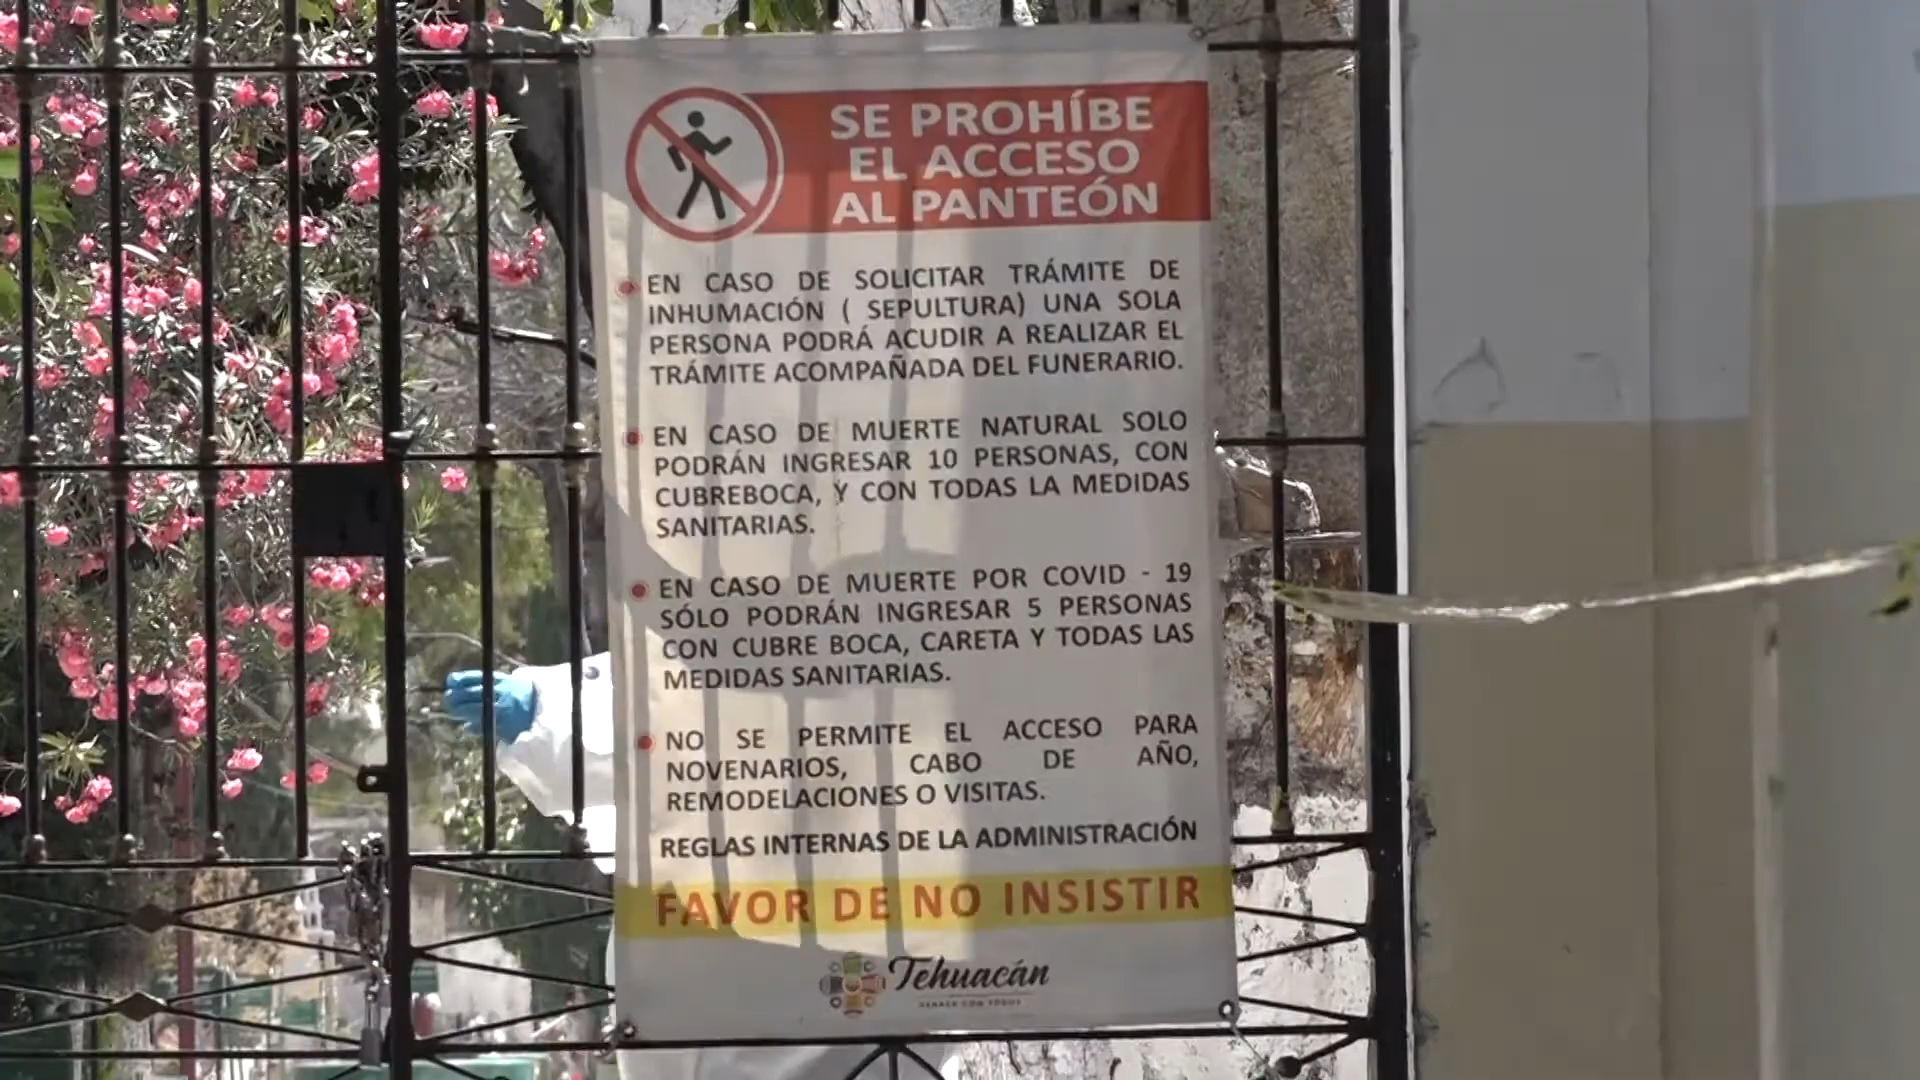 SE PROHÍBE
EL ACCESO
AL PANTEÓN
EN CASO DE SOLICITAR TRÁMITE DE
INHUMACIÓN ( SEPULTURA) UNA SOLA
PERSONA PODRÁ ACUDIR A REALIZAR EL
TRÁMITE ACOMPAÑADA DEL FUNERARIO.
EN CASO DE MUERTE NATURAL SOLO
PODRÁN INGRESAR 10 PERSONAS, CON
CUBREBOCA, Y CON TODAS LA MEDIDAS
SANITARIAS.
EN CASO DE MUERTE POR COVID - 19
SÓLO PODRÁN INGRESAR 5 PERSONAS
CON CUBRE BOCA, CARETA Y TODAS LAS
MEDIDAS SANITARIAS.
NO SE PERMITE EL ACCESO PARA
NOVENARIOS, CABO DE AÑO,
REMODELACIONES O VISITAS.
REGLAS INTERNAS DE LA ADMINISTRACIÓN
FAVOR DE NO INSISTIR
Tehuacán